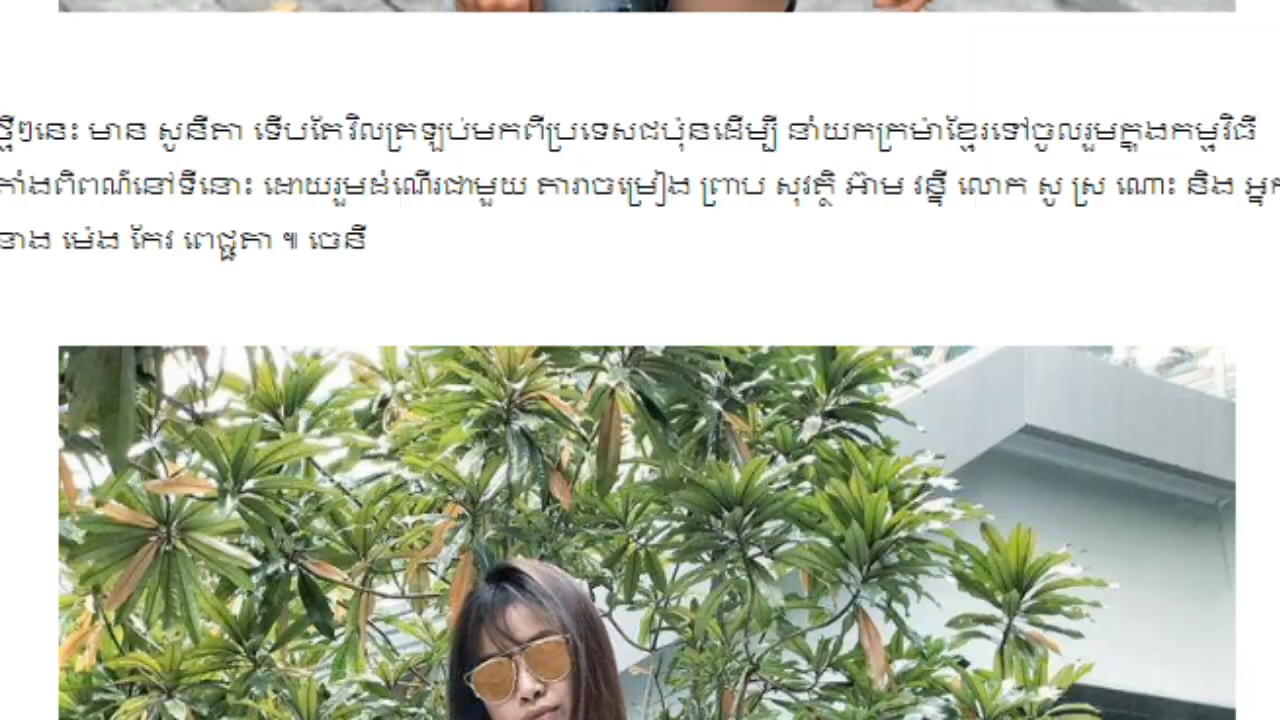 ថ្មីៗនេះ មាន សូនីតា ទើបតែវិលត្រឡប់មកពីប្រទេសជប៉ុនដើម្បី នាំយកក្រម៉ាខ្មែរទៅចូលរួមក្នុងកម្មវិធី
តាំងពិពណ៌នៅទីនោះ ដោយរួមដំណើរជាមួយ តារាចម្រៀង ព្រាប សុវត្ថិ អ៊ាម វន្នី លោក សូ ស្រ ណោះ និង
នាង ម៉េង កែវ ពេជ្ជតា ៕ ចេនី